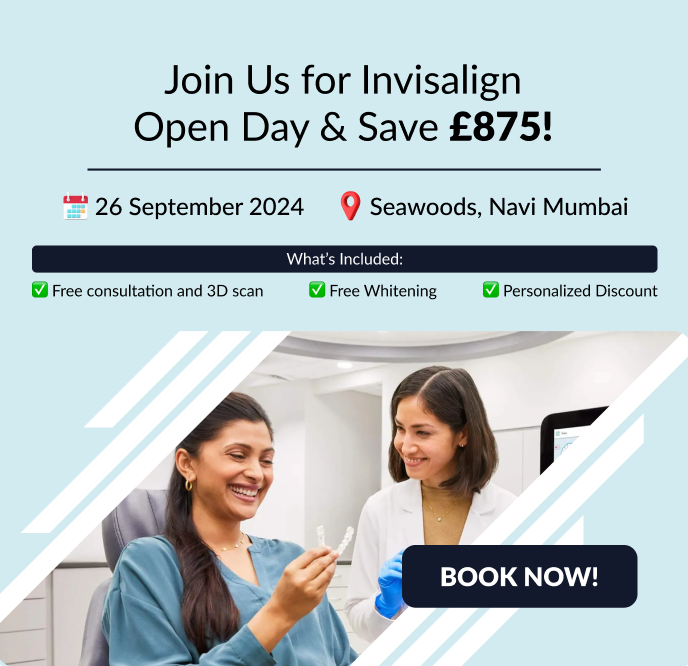 Join Us for Invisalign
Open Day & Save £875!
26 September 2024
Seawoods, Navi Mumbai
What's Included:
Free consultation and 3D scan
Free Whitening
Personalized Discount
BOOK NOW!